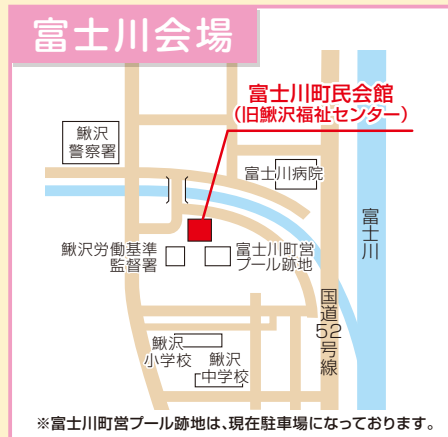 富士川会場
富士川町民会館
（旧鰍沢福祉センター）
鰍沢
警察署
富士川病院
富士川
鰍沢労働基準
監督署
富士川町営
プール跡地
国道52号線
鰍沢
小学校
鰍沢
中学校
※富士川町営プール跡地は、現在駐車場になっております。